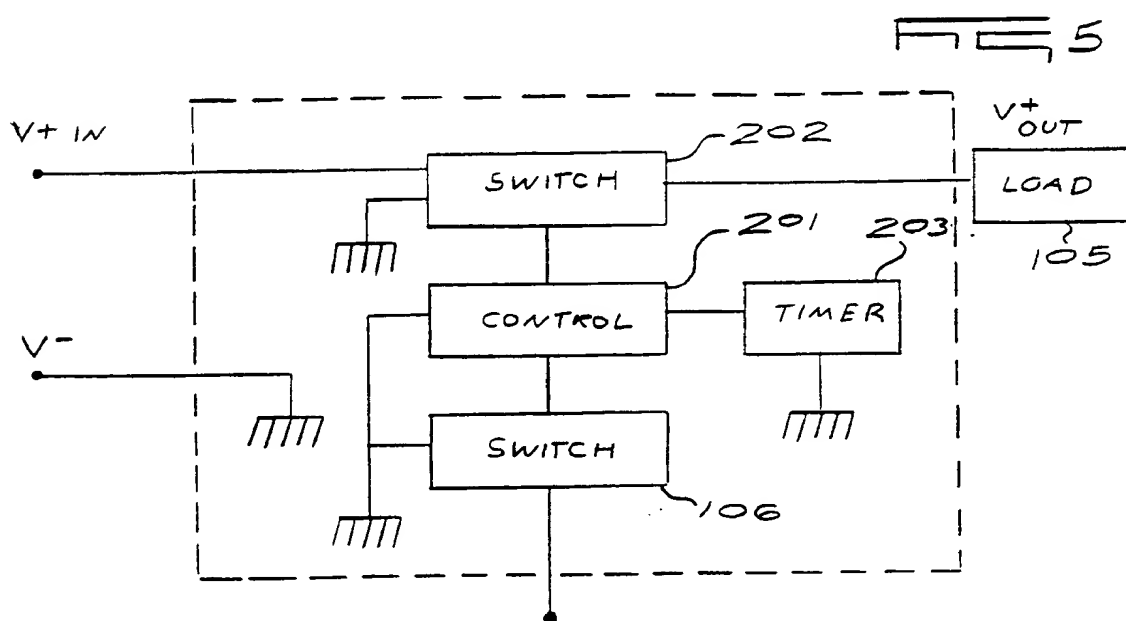 FIG 5
V+ IN
202
V+ OUT
SWITCH
LOAD
201
203
105
CONTROL
TIMER
V-
SWITCH
106